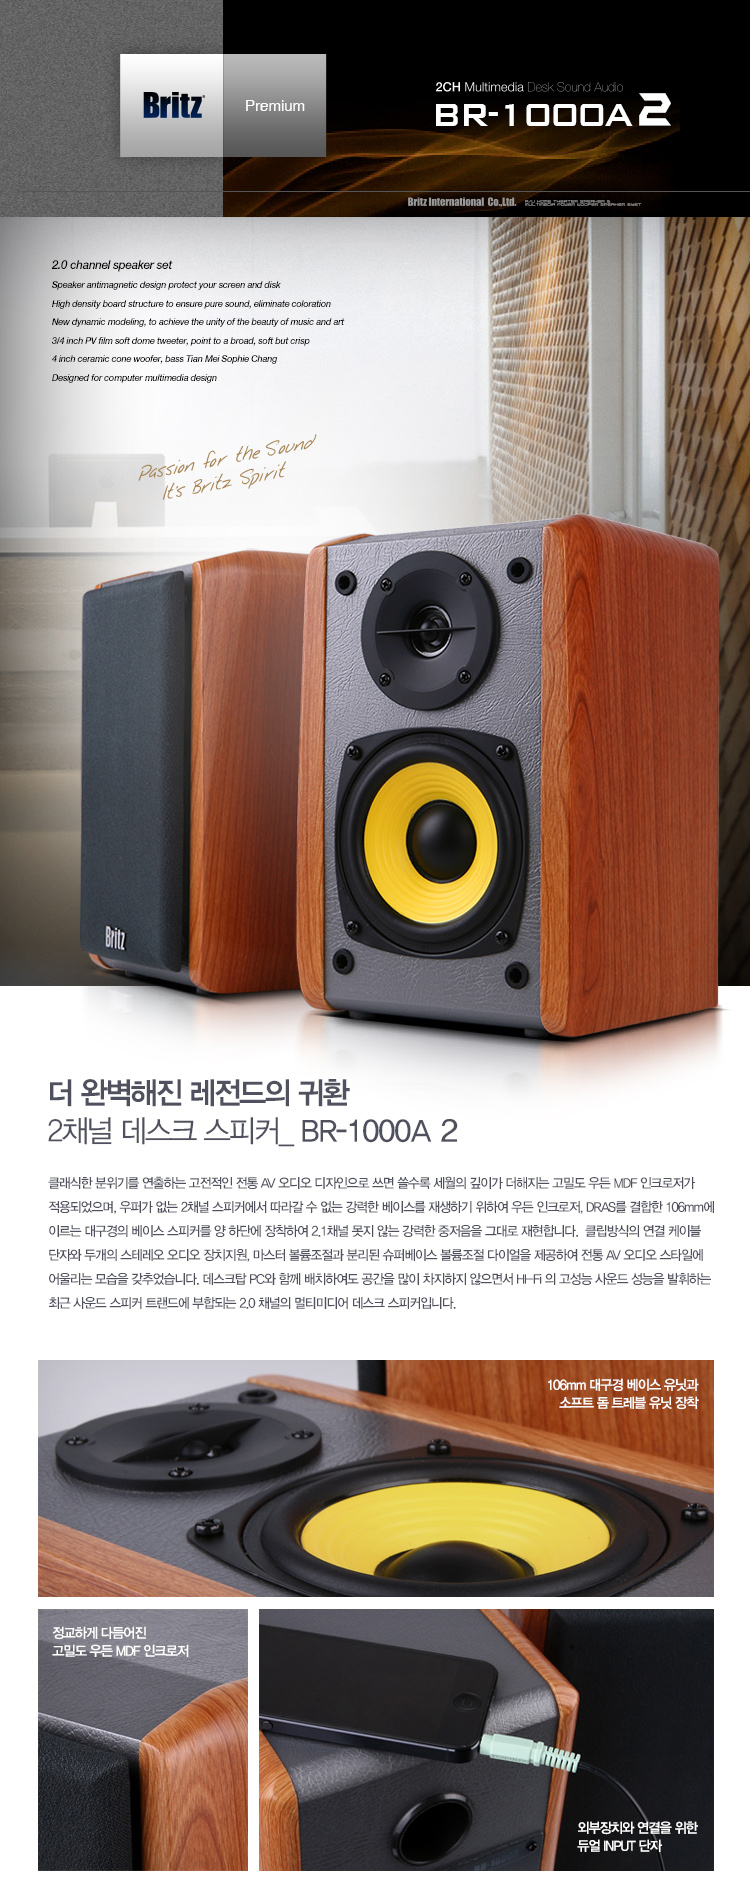 Britz
Premium
2CH Multimedia Desk Sound Audio
BR-1000A 2
Britz International Co.,Ltd.
2.0 channel speaker set
Speaker antimagnetic design protect your screen and disk
High density board structure to ensure pure sound, eliminate coloration
New dynamic modeling, to achieve the unity of the beauty of music and art
3/4 inch PV film soft dome tweeter, point to a broad, soft but crisp
4 inch ceramic cone woofer, bass Tian Mei Sophie Chang
Designed for computer multimedia design
Passion for the Sound
It's Britz Spirit
Britz
더 완벽해진 레전드의 귀환
2채널 데스크 스피커_ BR-1000A 2
클래식한 분위기를 연출하는 고전적인 전통 AV 오디오 디자인으로 쓰면 쓸수록 세월의 깊이가 더해지는 고밀도 우든 MDF 인크로저가
적용되었으며, 우퍼가 없는 2채널 스피커에서 따라갈 수 없는 강력한 베이스를 재생하기 위하여 우든 인크로저, DRAS를 결합한 106mm에
이르는 대구경의 베이스 스피커를 양 하단에 장착하여 2.1채널 못지 않는 강력한 중저음을 그대로 재현합니다. 클립방식의 연결 케이블
단자와 두개의 스테레오 오디오 장치지원, 마스터 볼륨조절과 분리된 슈퍼베이스 볼륨조절 다이얼을 제공하여 전통 AV 오디오 스타일에
어울리는 모습을 갖추었습니다. 데스크탑 PC와 함께 배치하여도 공간을 많이 차지하지 않으면서 Hi-Fi 의 고성능 사운드 성능을 발휘하는
최근 사운드 스피커 트랜드에 부합되는 2.0 채널의 멀티미디어 데스크 스피커입니다.
106mm 대구경 베이스 유닛과
소프트 돔 트레블 유닛 장착
정교하게 다듬어진
고밀도 우든 MDF 인크로저
외부장치와 연결을 위한
듀얼 INPUT 단자